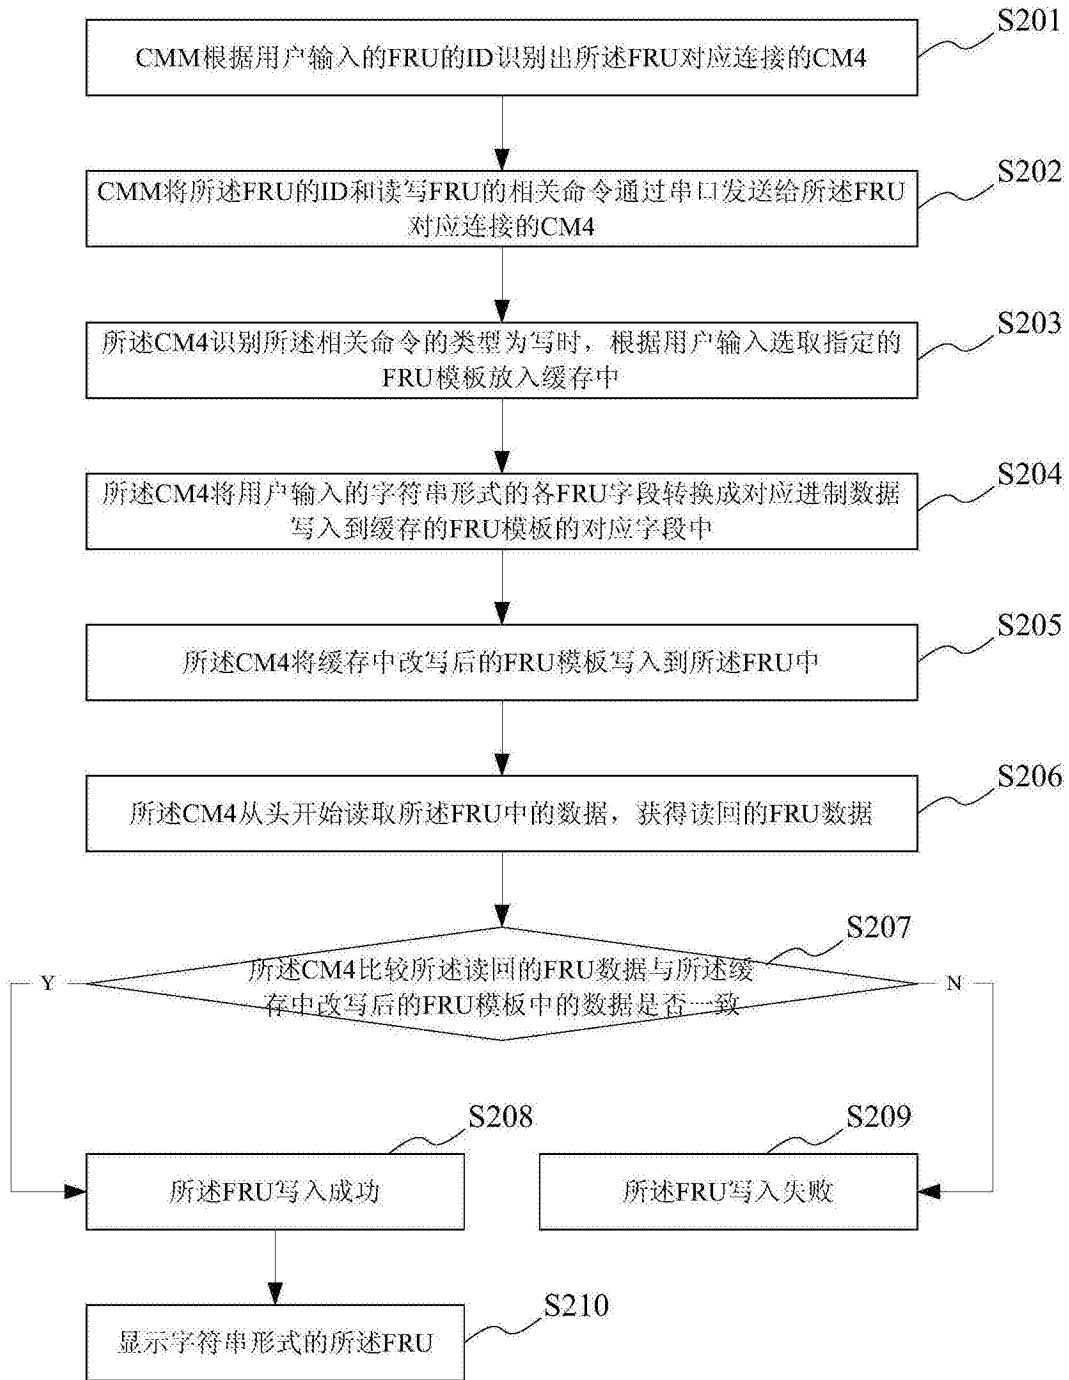 S201
CMM根据用户输入的FRU的ID识别出所述FRU对应连接的CM4
S202
CMM将所述FRU的ID和读写FRU的相关命令通过串口发送给所述FRU
对应连接的CM4
S203
所述CM4识别所述相关命令的类型为写时，根据用户输入选取指定的
FRU模板放入缓存中
S204
所述CM4将用户输入的字符串形式的各FRU字段转换成对应进制数据
写入到缓存的FRU模板的对应字段中
S205
所述CM4将缓存中改写后的FRU模板写入到所述FRU中
S206
所述CM4从头开始读取所述FRU中的数据，获得读回的FRU数据
S207
所述CM4比较所述读回的FRU数据与所述缓
存中改写后的FRU模板中的数据是否一致
Y
N
S208
所述FRU写入成功
S209
所述FRU写入失败
S210
显示字符串形式的所述FRU